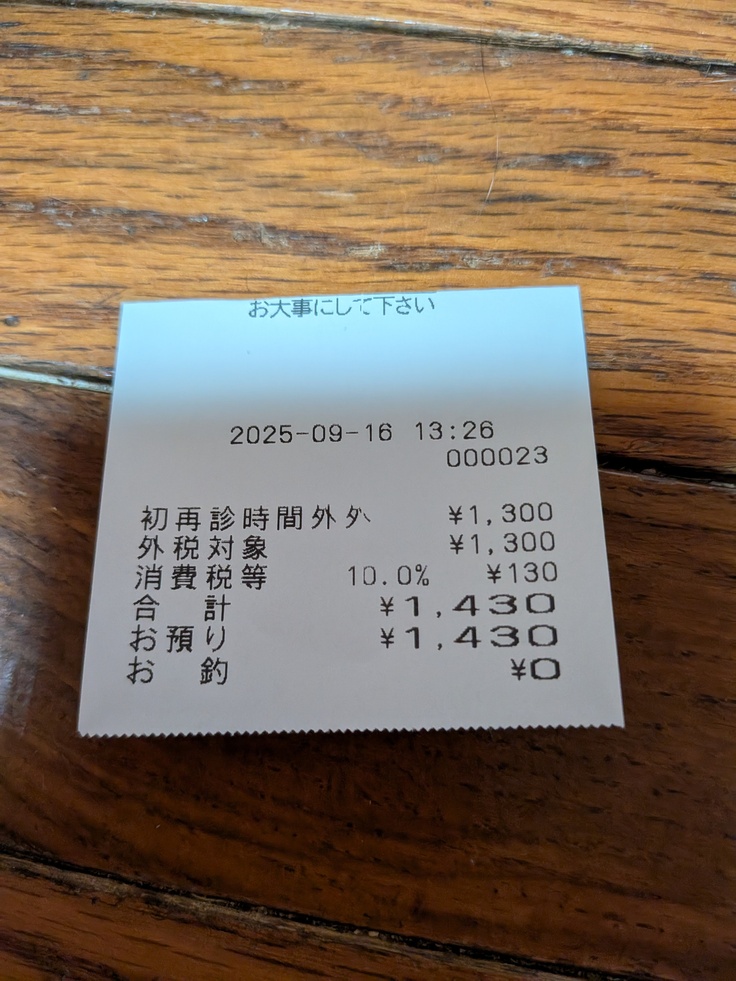 お大事にして下さい
2025-09-16 13:26
000023
初再診時間外外 ¥1,300
外税対象 ¥1,300
消費税等 10.0% ¥130
合 計 ¥1,430
お預り ¥1,430
お 釣 ¥0